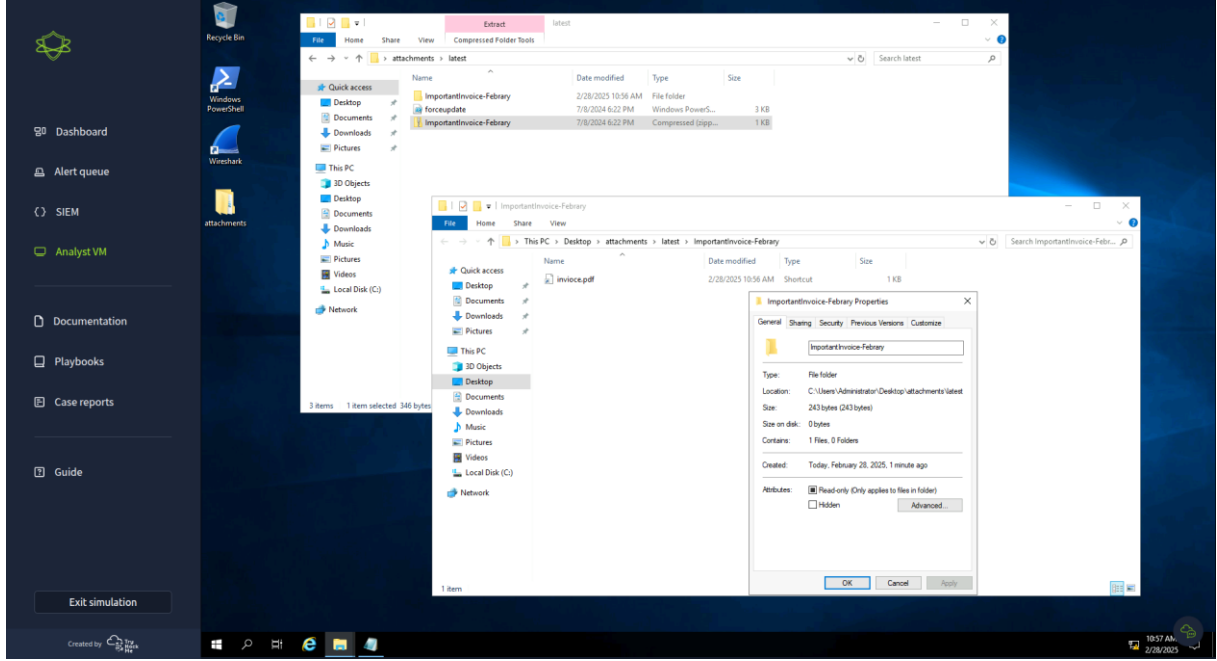 Dashboard
Alert queue
SIEM
Analyst VM
Documentation
Playbooks
Case reports
Guide
Exit simulation
Created by Try Hack Me
Recycle Bin
Windows PowerShell
Wireshark
attachments
Extract latest
File Home Share View Compressed Folder Tools
attachments > latest
Search latest
Name Date modified Type Size
Quick access
Desktop
Documents
Downloads
Pictures
This PC
3D Objects
Desktop
Documents
Downloads
Music
Pictures
Videos
Local Disk (C:)
Network
ImportantInvoice-Febrary 2/28/2025 10:56 AM File folder
forceupdate 7/8/2024 6:22 PM Windows PowerS... 3 KB
ImportantInvoice-Febrary 7/8/2024 6:22 PM Compressed (zipp... 1 KB
3 items 1 item selected 346 bytes
ImportantInvoice-Febrary
File Home Share View
> This PC > Desktop > attachments > latest > ImportantInvoice-Febrary
Search ImportantInvoice-Febr...
Name Date modified Type Size
Quick access
Desktop
Documents
Downloads
Pictures
This PC
3D Objects
Desktop
Documents
Downloads
Music
Pictures
Videos
Local Disk (C:)
Network
invioce.pdf 2/28/2025 10:56 AM Shortcut 1 KB
1 item
ImportantInvoice-Febrary Properties
General Sharing Security Previous Versions Customize
ImportantInvoice-Febrary
Type: File folder
Location: C:\Users\Administrator\Desktop\attachments\latest
Size: 243 bytes (243 bytes)
Size on disk: 0 bytes
Contains: 1 Files, 0 Folders
Created: Today, February 28, 2025, 1 minute ago
Attributes: Read-only (Only applies to files in folder)
Hidden
Advanced...
OK Cancel Apply
10:57 AM
2/28/2025